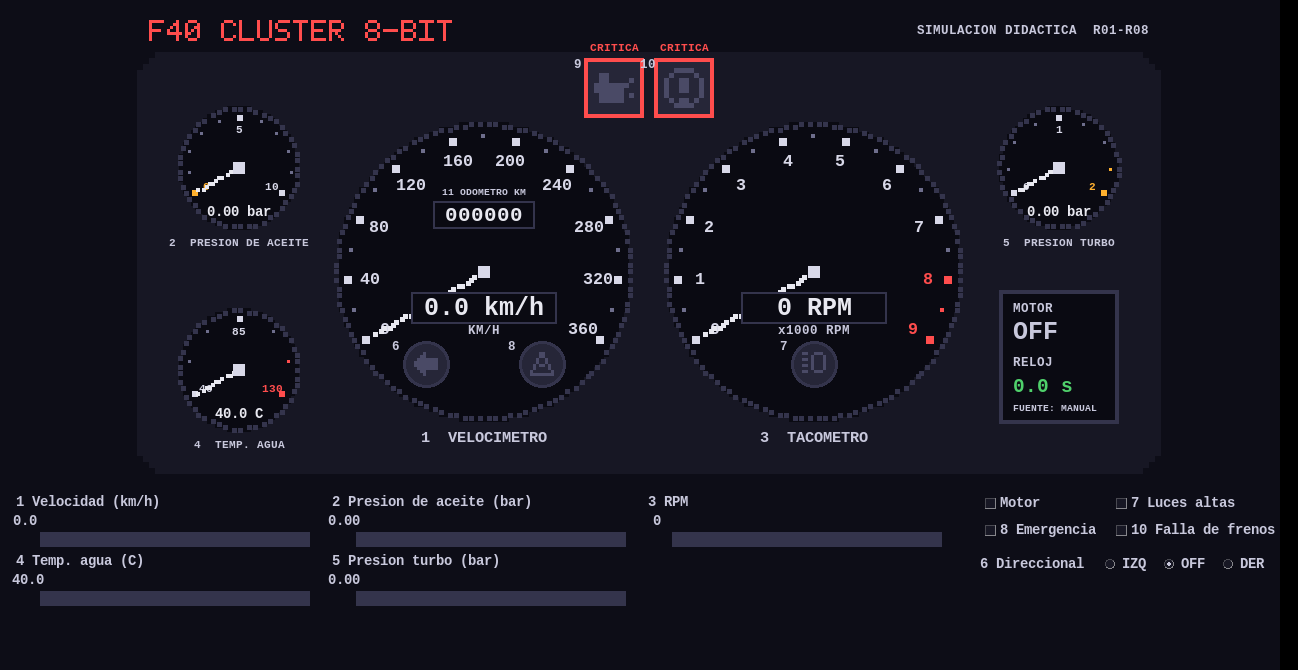 F40 CLUSTER 8-BIT
SIMULACION DIDACTICA R01-R08
CRITICA CRITICA
9 10
5
10
0.00 bar
2 PRESION DE ACEITE
85
40 130
40.0 C
4 TEMP. AGUA
160 200
120 240
11 ODOMETRO KM
000000
80 280
40 320
0.0 km/h
0 360
KM/H
6 8
1 VELOCIMETRO
4 5
3 6
2 7
1 8
0 RPM
0 9
x1000 RPM
7
3 TACOMETRO
1
0 2
0.00 bar
5 PRESION TURBO
MOTOR
OFF
RELOJ
0.0 s
FUENTE: MANUAL
1 Velocidad (km/h)
0.0
2 Presion de aceite (bar)
0.00
3 RPM
0
4 Temp. agua (C)
40.0
5 Presion turbo (bar)
0.00
Motor 7 Luces altas
8 Emergencia 10 Falla de frenos
6 Direccional IZQ OFF DER